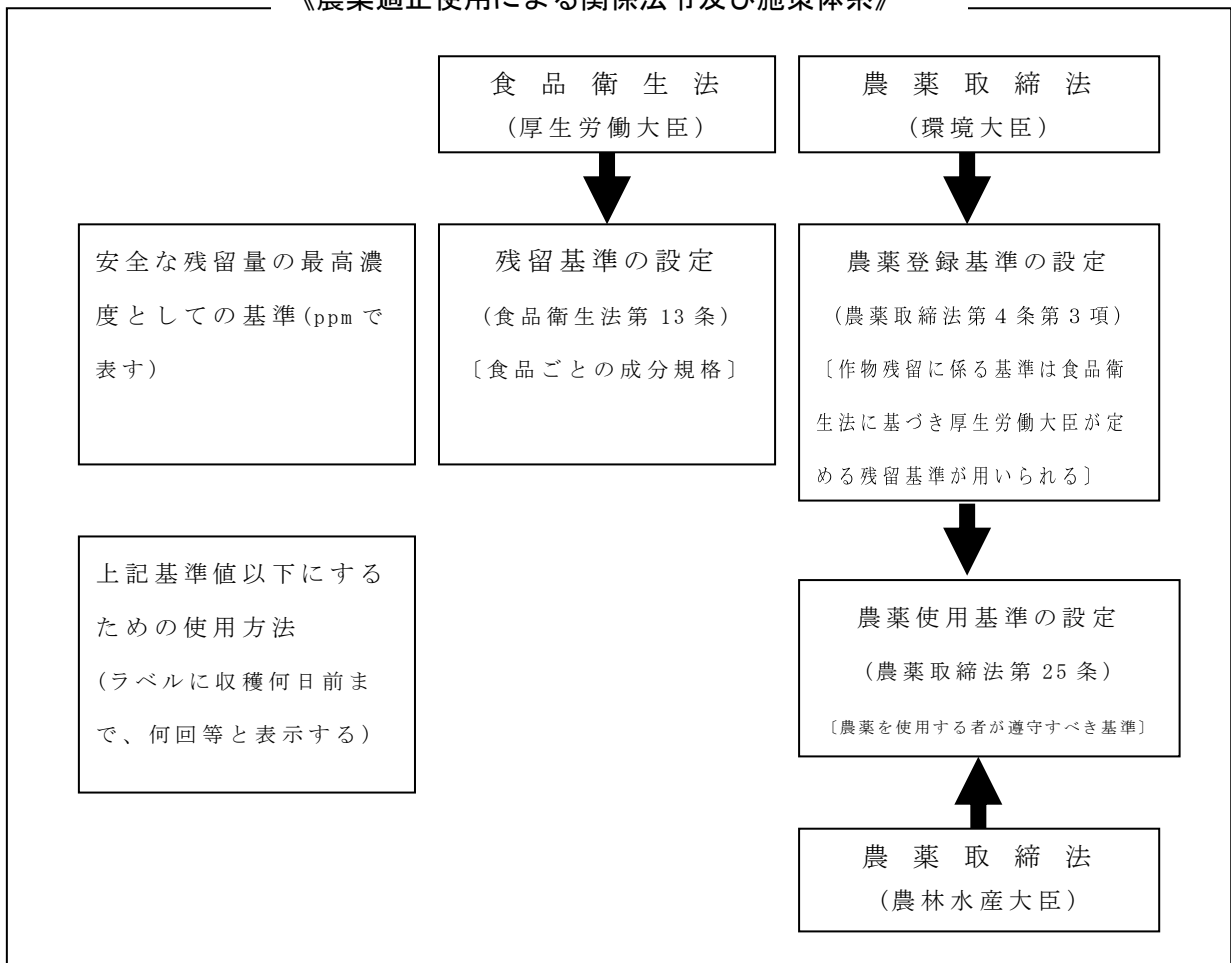 《農薬適正使用による関係法令及び施策体系》
食品衛生法
(厚生労働大臣)
農薬取締法
(環境大臣)
安全な残留量の最高濃
度としての基準(ppmで
表す)
残留基準の設定
(食品衛生法第13条)
〔食品ごとの成分規格〕
農薬登録基準の設定
(農薬取締法第4条第3項)
〔作物残留に係る基準は食品衛
生法に基づき厚生労働大臣が定
める残留基準が用いられる〕
上記基準値以下にする
ための使用方法
(ラベルに収穫何日前ま
で、何回等と表示する)
農薬使用基準の設定
(農薬取締法第25条)
〔農薬を使用する者が遵守すべき基準〕
農薬取締法
(農林水産大臣)